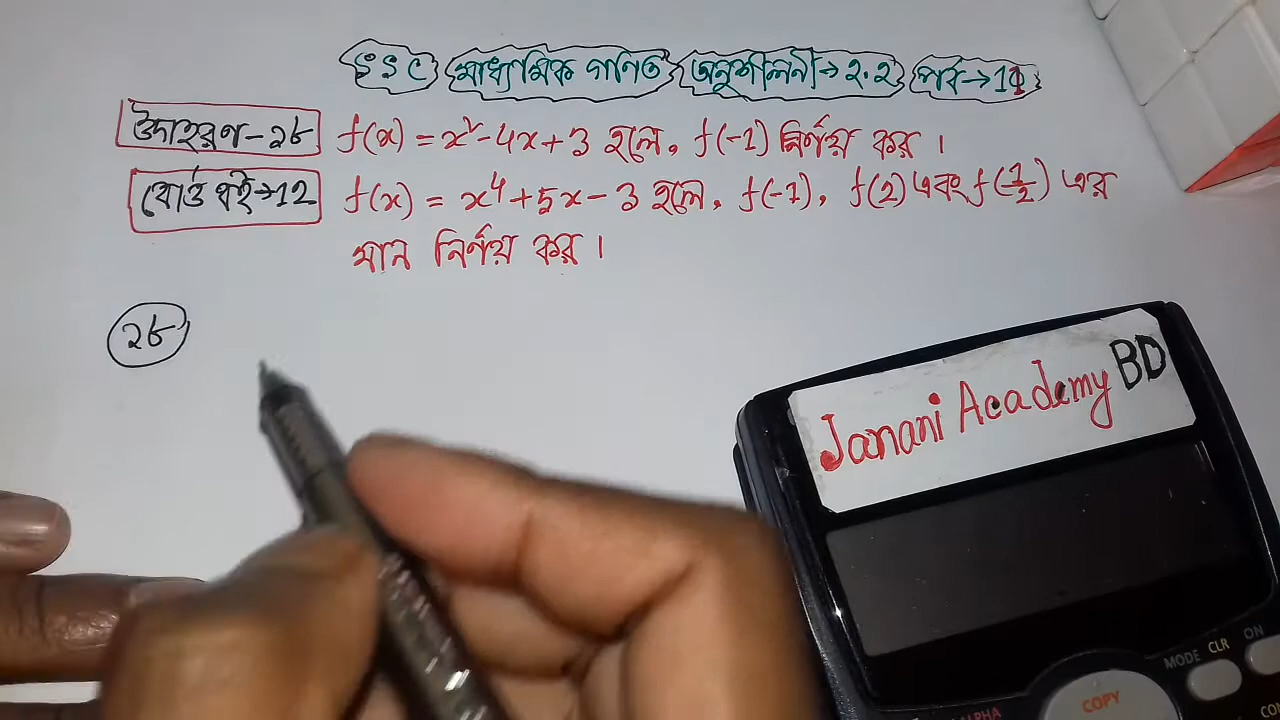 SSC মাধ্যমিক গণিত অনুশীলনী→২.২ পর্ব→11
উদাহরণ-২৮ f(x) = x²-4x+3 হলে, f(-1) নির্ণয় কর।
বোর্ড বই→12 f(x) = x⁴+5x-3 হলে, f(-1), f(2) এবং f(1/2) এর
মান নির্ণয় কর।
২৮
Janani Academy BD
MODE CLR ON
COPY
ALPHA